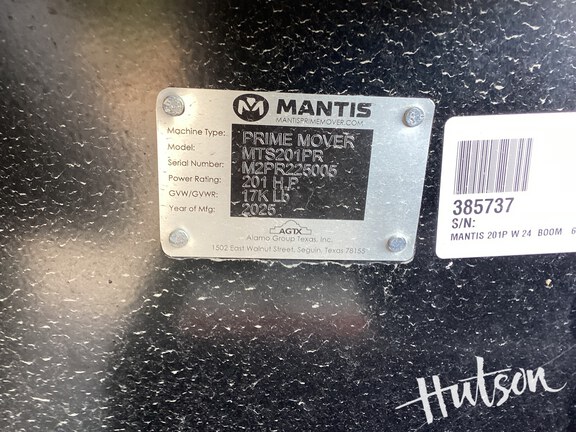 MANTIS
MANTISPRIMEMOVER.COM
Machine Type: PRIME MOVER
Model: MTS201PR
Serial Number: M2PR225005
Power Rating: 201 H.P.
GVW/GVWR: 17K Lb
Year of Mfg: 2025
AGTX
Alamo Group Texas, Inc.
1502 East Walnut Street, Seguin, Texas 78155
385737
S/N:
MANTIS 201P W 24 BOOM 6
Hutson